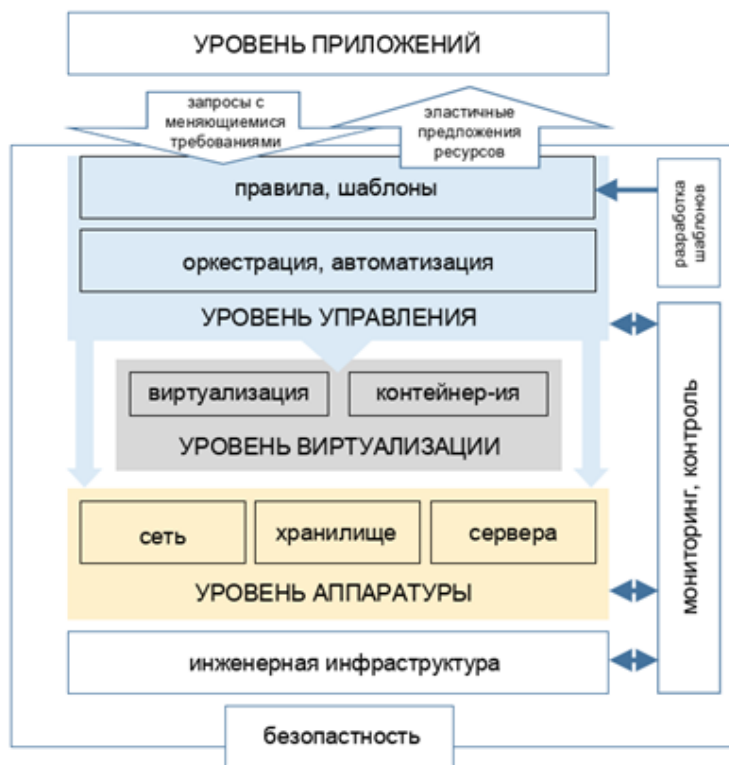 УРОВЕНЬ ПРИЛОЖЕНИЙ
запросы с
меняющиемися
требованиями
эластичные
предложения
ресурсов
правила, шаблоны
разработка
шаблонов
оркестрация, автоматизация
УРОВЕНЬ УПРАВЛЕНИЯ
виртуализация
контейнер-ия
УРОВЕНЬ ВИРТУАЛИЗАЦИИ
мониторинг, контроль
сеть
хранилище
сервера
УРОВЕНЬ АППАРАТУРЫ
инженерная инфраструктура
безопастность